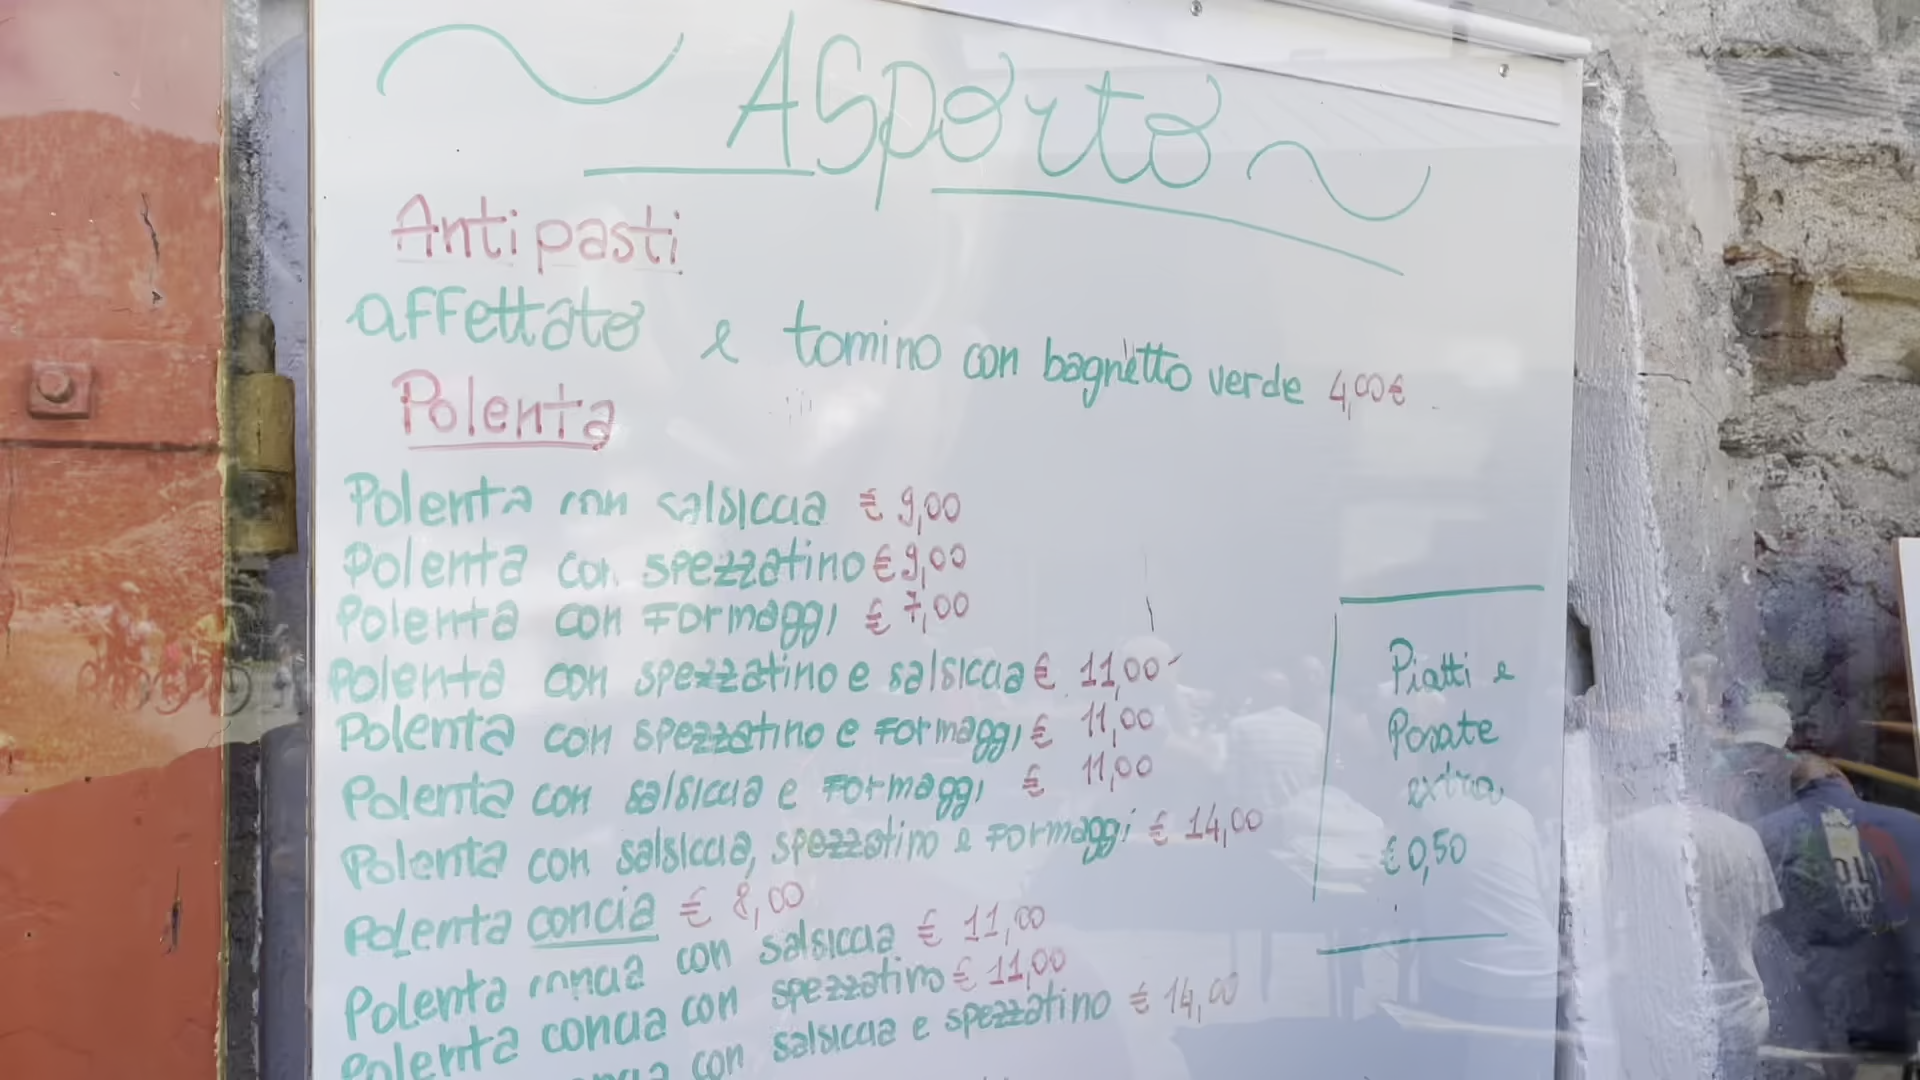 Asporto
Antipasti
affettato e tomino con bagnetto verde 4,00€
Polenta
Polenta con salsiccia € 9,00
Polenta con spezzatino € 9,00
Polenta con Formaggi € 7,00
Polenta con spezzatino e salsiccia € 11,00
Polenta con spezzatino e Formaggi € 11,00
Polenta con salsiccia e Formaggi € 11,00
Polenta con salsiccia, spezzatino e Formaggi € 14,00
Polenta concia € 8,00
Polenta concia con salsiccia € 11,00
Polenta concia con spezzatino € 11,00
con salsiccia e spezzatino € 14,00
Piatti e
Posate
extra
€ 0,50